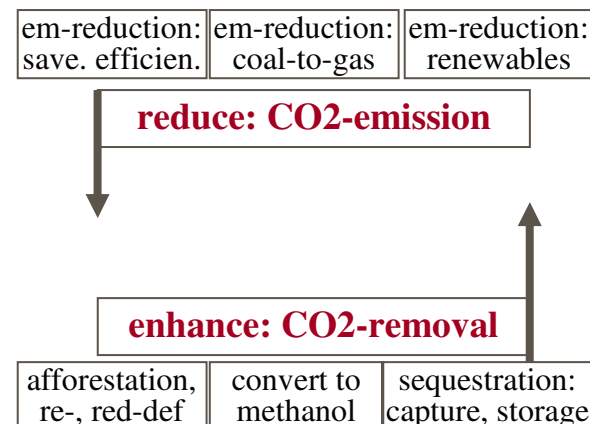 em-reduction: em-reduction: em-reduction:
save. efficien. coal-to-gas renewables
reduce: CO2-emission
enhance: CO2-removal
afforestation, convert to sequestration:
re-, red-def methanol capture, storage